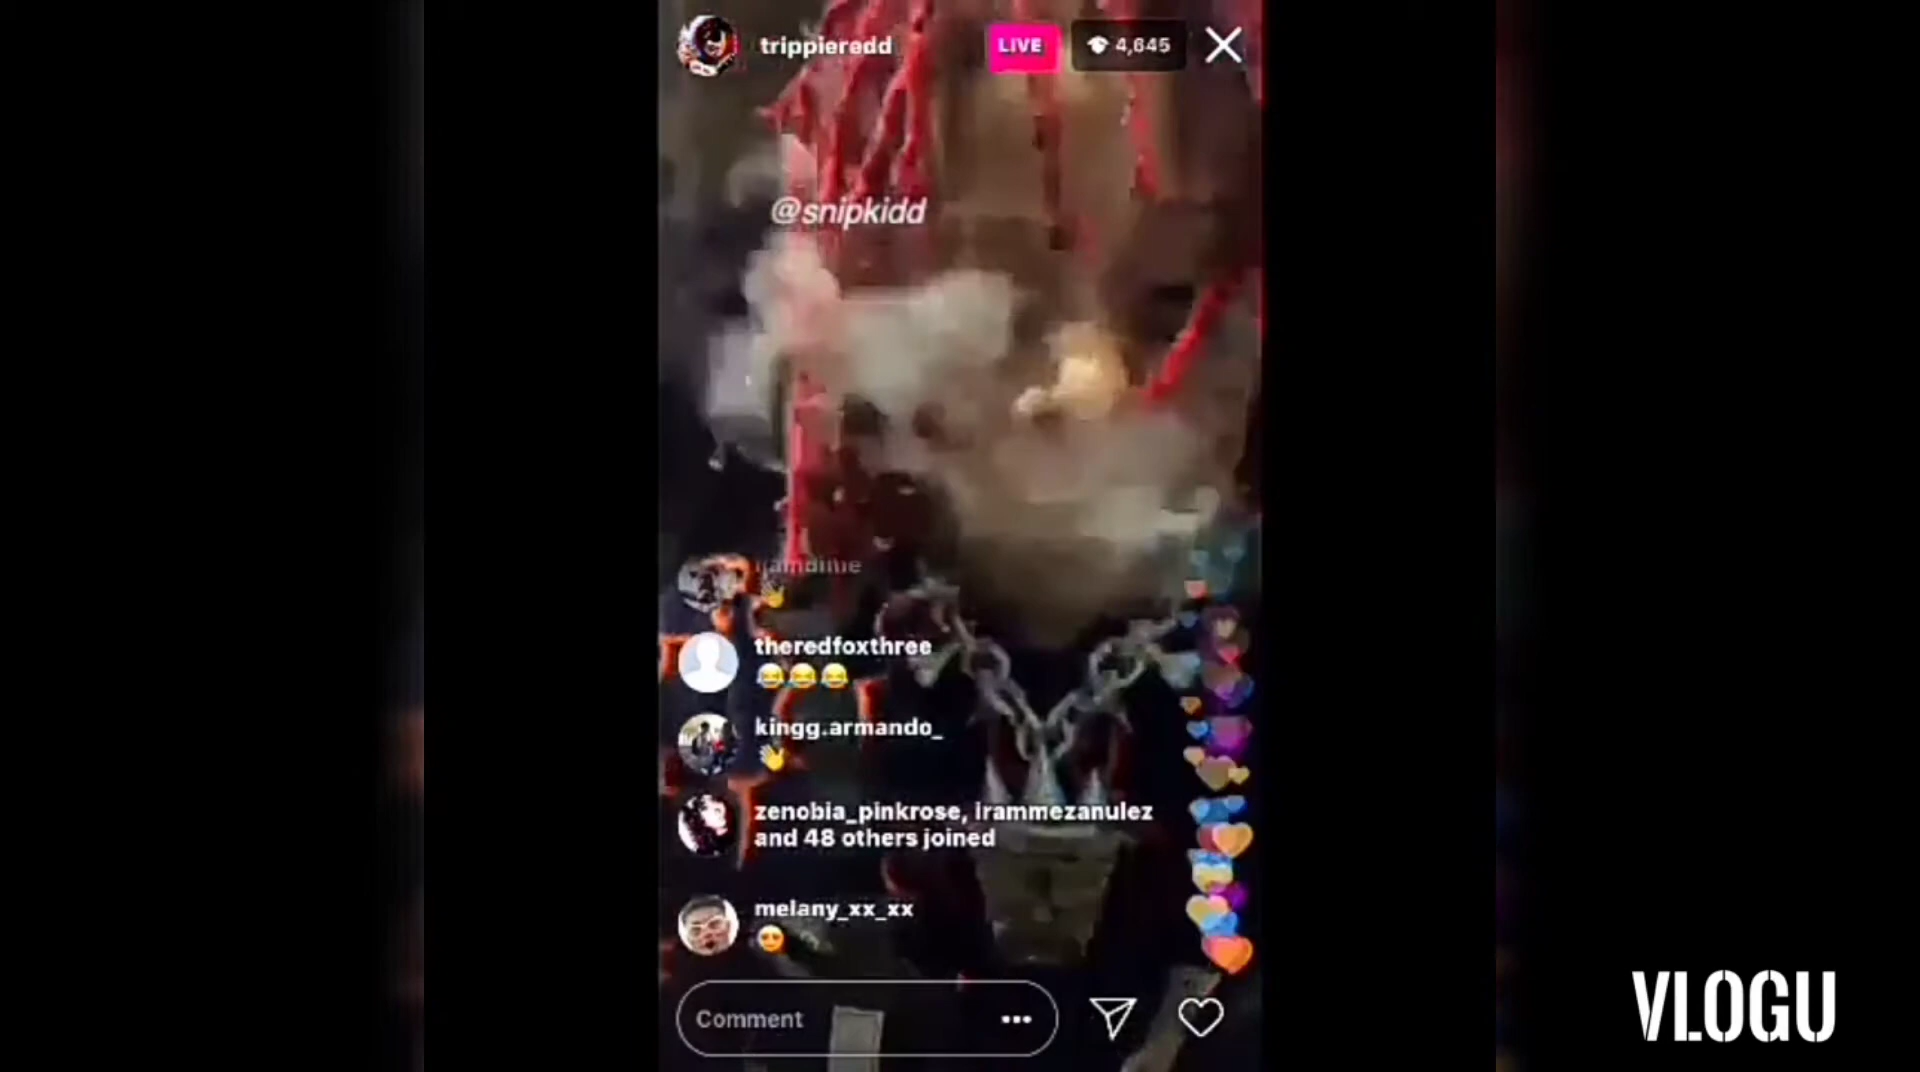 trippieredd
LIVE
4,645
@snipkidd
theredfoxthree
😂😂😂
kingg.armando_
👋
zenobia_pinkrose, irammezanulez
and 48 others joined
melany_xx_xx
😍
Comment
VLOGU